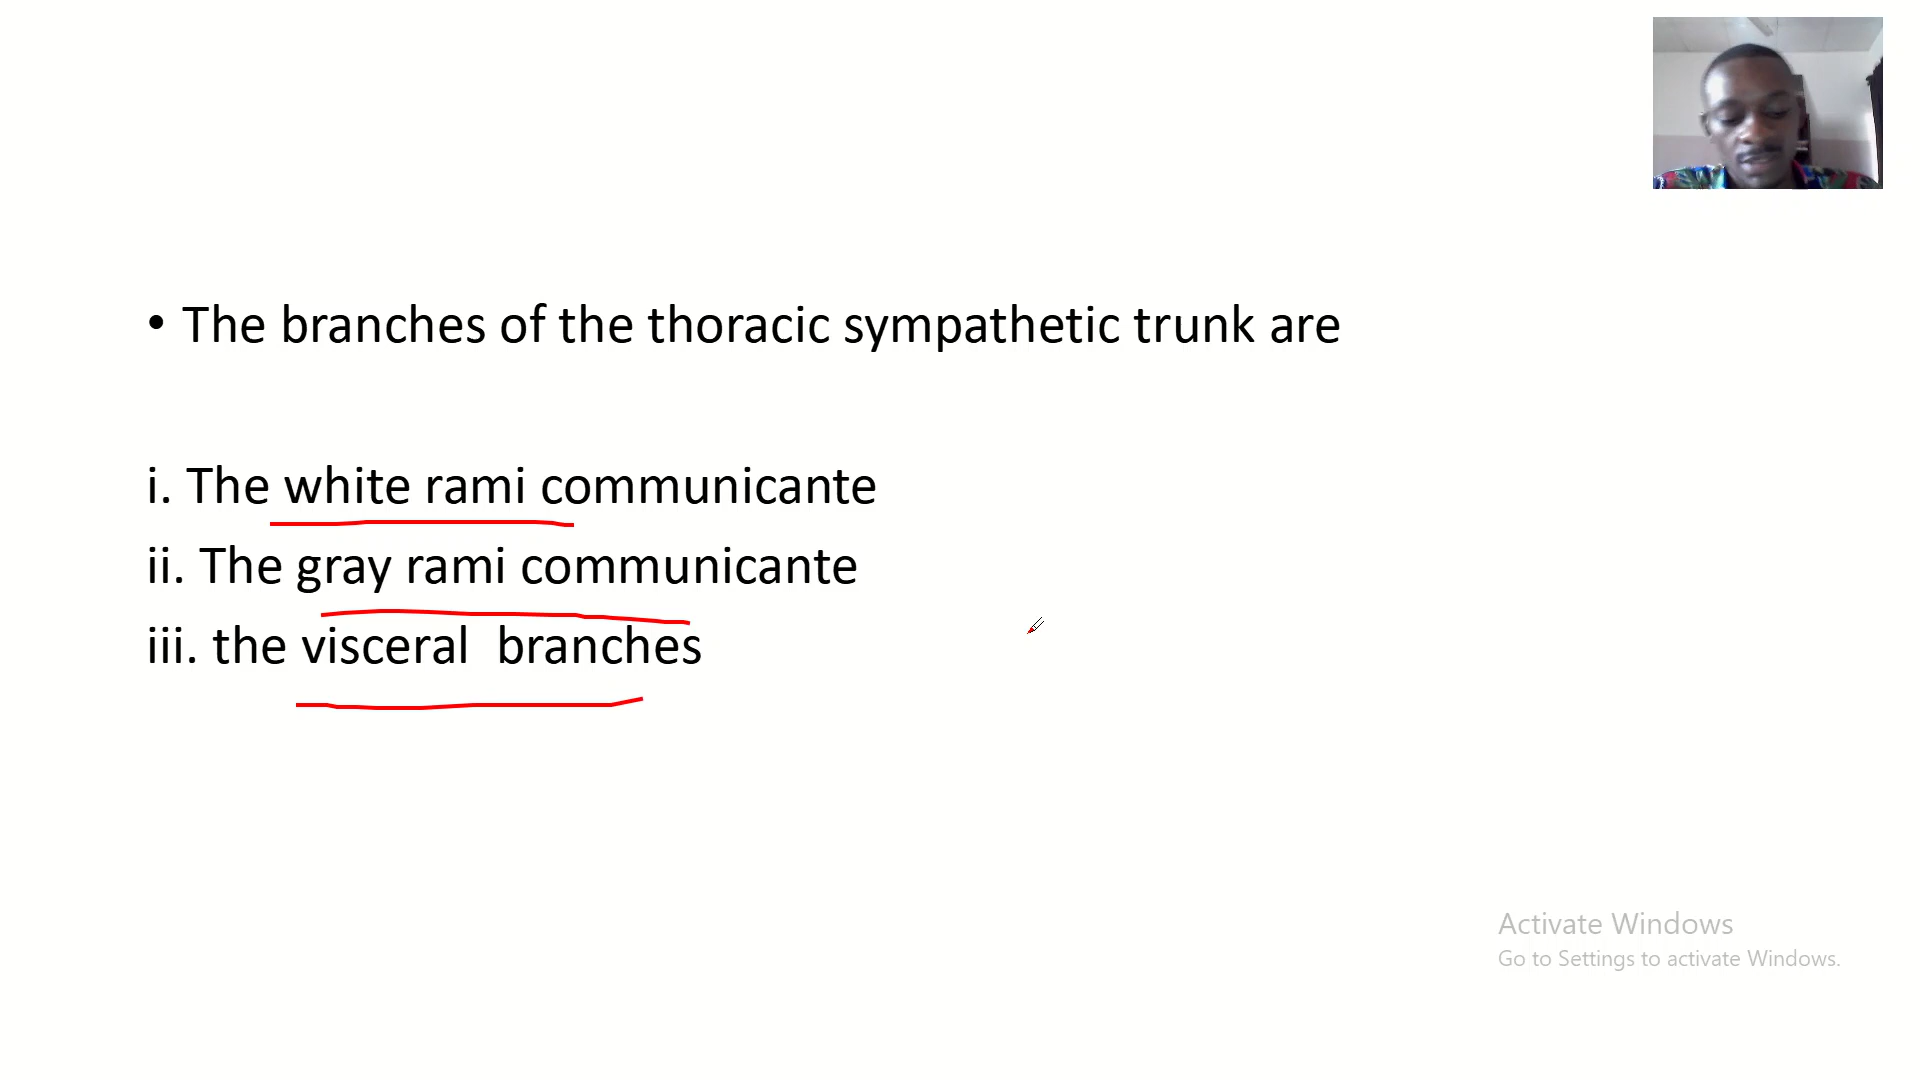 • The branches of the thoracic sympathetic trunk are
i. The white rami communicante
ii. The gray rami communicante
iii. the visceral  branches
Activate Windows
Go to Settings to activate Windows.